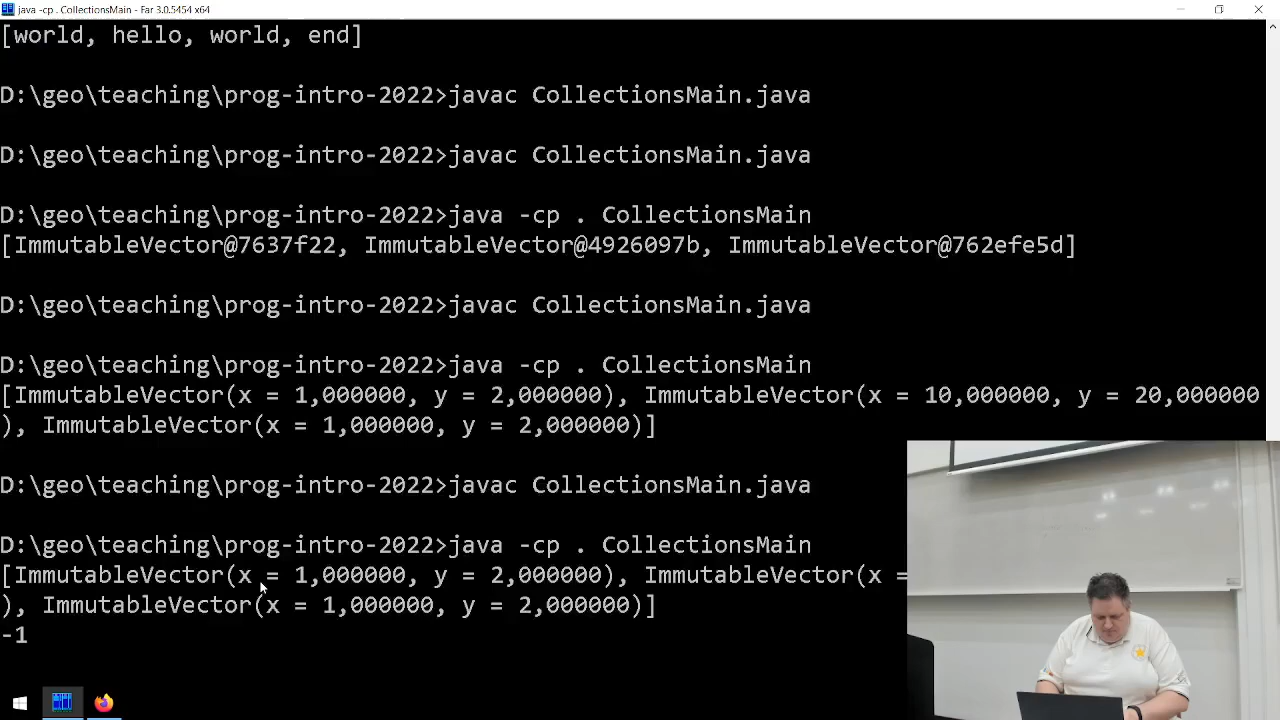 java -cp . CollectionsMain - Far 3.0.5454 x64
[world, hello, world, end]
D:\geo\teaching\prog-intro-2022>javac CollectionsMain.java
D:\geo\teaching\prog-intro-2022>javac CollectionsMain.java
D:\geo\teaching\prog-intro-2022>java -cp . CollectionsMain
[ImmutableVector@7637f22, ImmutableVector@4926097b, ImmutableVector@762efe5d]
D:\geo\teaching\prog-intro-2022>javac CollectionsMain.java
D:\geo\teaching\prog-intro-2022>java -cp . CollectionsMain
[ImmutableVector(x = 1,000000, y = 2,000000), ImmutableVector(x = 10,000000, y = 20,000000
), ImmutableVector(x = 1,000000, y = 2,000000)]
D:\geo\teaching\prog-intro-2022>javac CollectionsMain.java
D:\geo\teaching\prog-intro-2022>java -cp . CollectionsMain
[ImmutableVector(x = 1,000000, y = 2,000000), ImmutableVector(x =
), ImmutableVector(x = 1,000000, y = 2,000000)]
-1